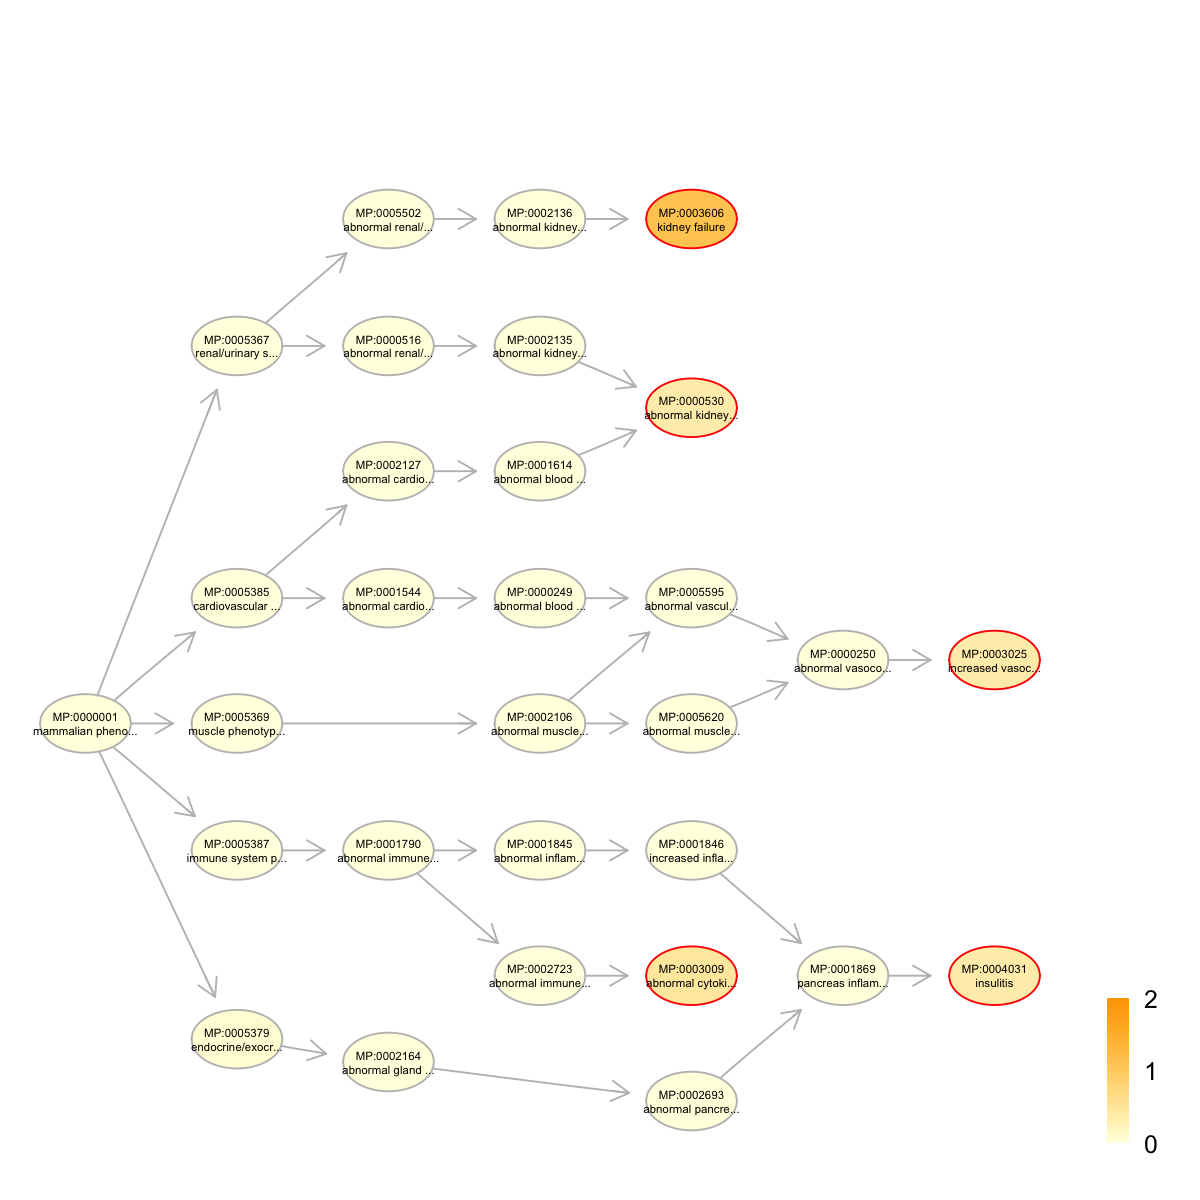 MP:0005502
abnormal renal/...
MP:0002136
abnormal kidney...
MP:0003606
kidney failure
MP:0005367
renal/urinary s...
MP:0000516
abnormal renal/...
MP:0002135
abnormal kidney...
MP:0000530
abnormal kidney...
MP:0002127
abnormal cardio...
MP:0001614
abnormal blood ...
MP:0005385
cardiovascular ...
MP:0001544
abnormal cardio...
MP:0000249
abnormal blood ...
MP:0005595
abnormal vascul...
MP:0000250
abnormal vasoco...
MP:0003025
increased vasoc...
MP:0000001
mammalian pheno...
MP:0005369
muscle phenotyp...
MP:0002106
abnormal muscle...
MP:0005620
abnormal muscle...
MP:0005387
immune system p...
MP:0001790
abnormal immune...
MP:0001845
abnormal inflam...
MP:0001846
increased infla...
MP:0002723
abnormal immune...
MP:0003009
abnormal cytoki...
MP:0001869
pancreas inflam...
MP:0004031
insulitis
MP:0005379
endocrine/exocr...
MP:0002164
abnormal gland ...
MP:0002693
abnormal pancre...
2
1
0